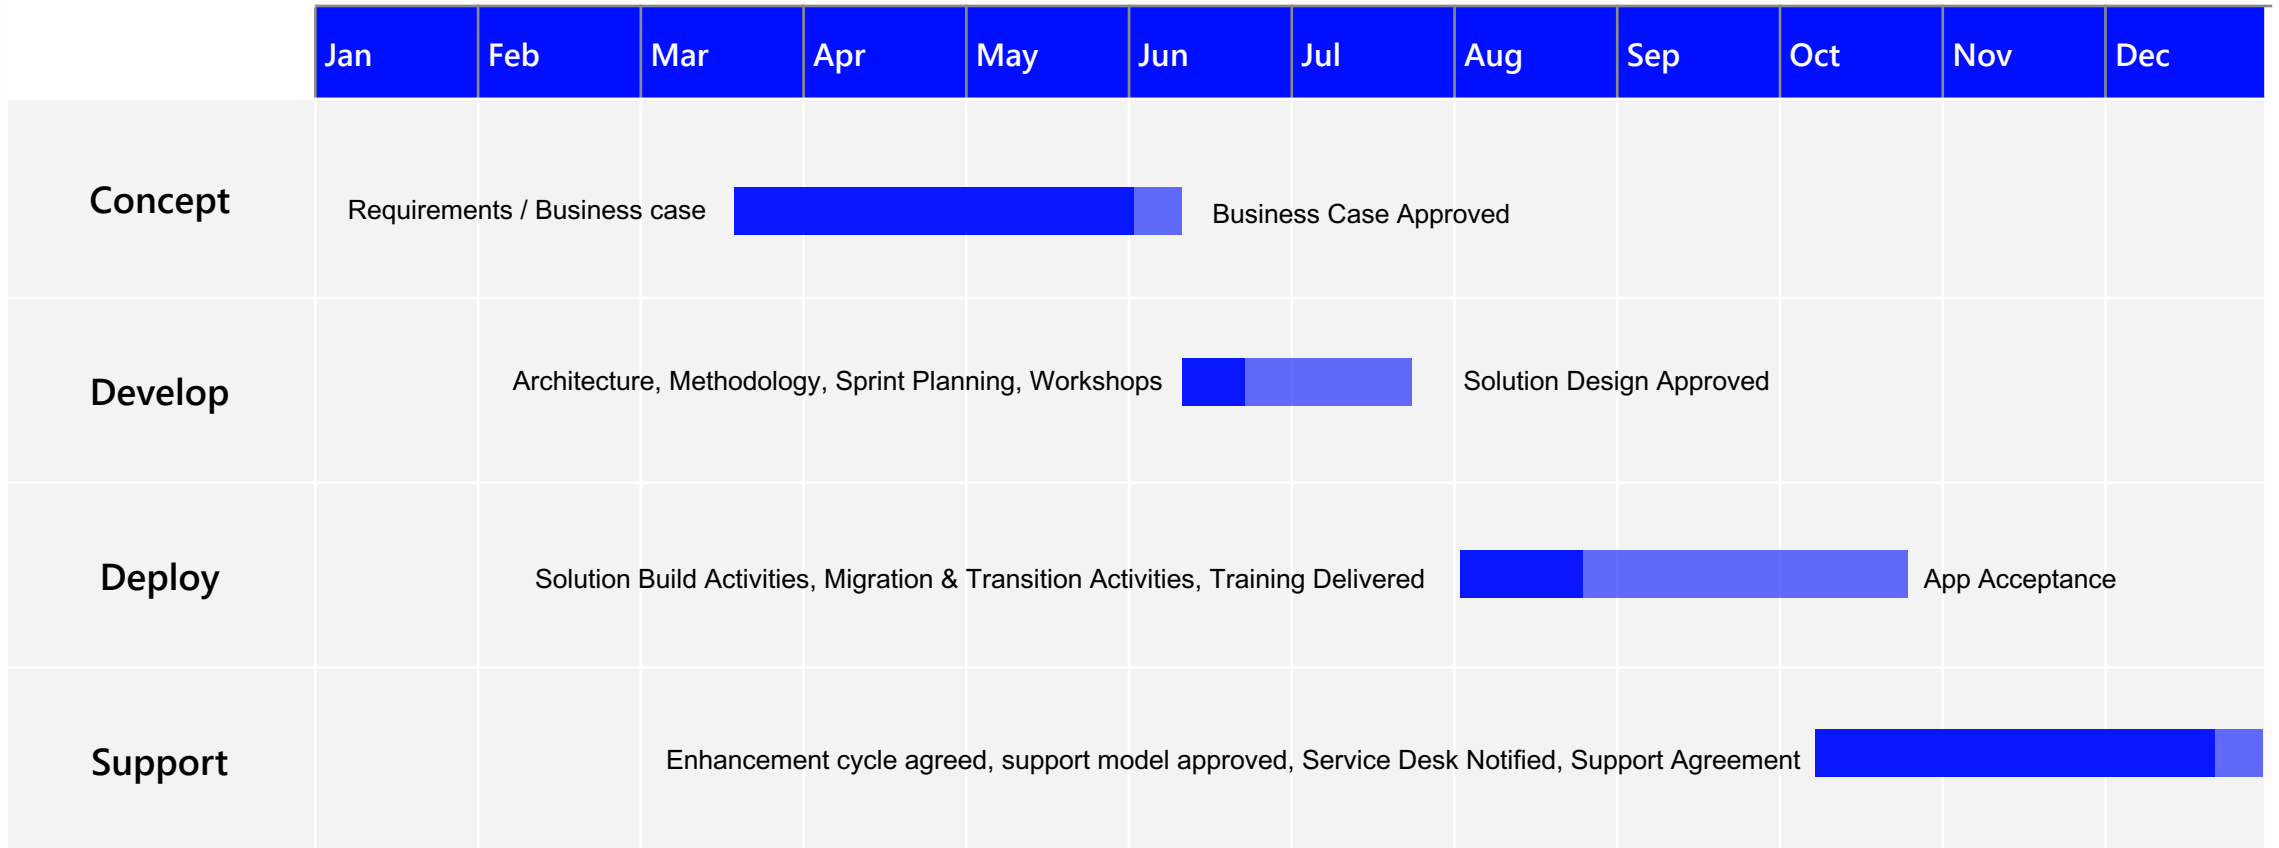 Jan Feb Mar Apr May Jun Jul Aug Sep Oct Nov Dec
Concept
Requirements / Business case
Business Case Approved
Develop
Architecture, Methodology, Sprint Planning, Workshops
Solution Design Approved
Deploy
Solution Build Activities, Migration & Transition Activities, Training Delivered
App Acceptance
Support
Enhancement cycle agreed, support model approved, Service Desk Notified, Support Agreement